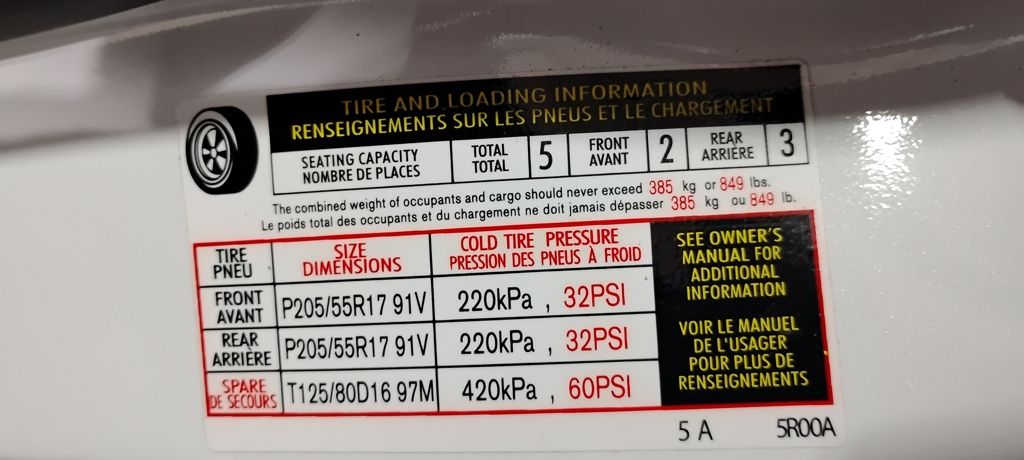 TIRE AND LOADING INFORMATION
RENSEIGNEMENTS SUR LES PNEUS ET LE CHARGEMENT
SEATING CAPACITY
NOMBRE DE PLACES
TOTAL
TOTAL
5
FRONT
AVANT
2
REAR
ARRIÈRE
3
The combined weight of occupants and cargo should never exceed 385 kg or 849 lbs.
Le poids total des occupants et du chargement ne doit jamais dépasser 385 kg ou 849 lb.
TIRE
PNEU
SIZE
DIMENSIONS
COLD TIRE PRESSURE
PRESSION DES PNEUS À FROID
FRONT
AVANT
P205/55R17 91V
220kPa , 32PSI
REAR
ARRIÈRE
P205/55R17 91V
220kPa , 32PSI
SPARE
DE SECOURS
T125/80D16 97M
420kPa , 60PSI
SEE OWNER'S
MANUAL FOR
ADDITIONAL
INFORMATION
VOIR LE MANUEL
DE L'USAGER
POUR PLUS DE
RENSEIGNEMENTS
5 A 5R00A